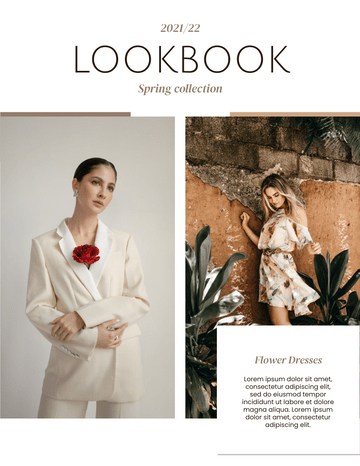 2021/22
LOOKBOOK
Spring collection
Flower Dresses
Lorem ipsum dolor sit amet,
consectetur adipiscing elit,
sed do eiusmod tempor
incididunt ut labore et dolore
magna aliqua. Lorem ipsum
dolor sit amet, consectetur
adipiscing elit.